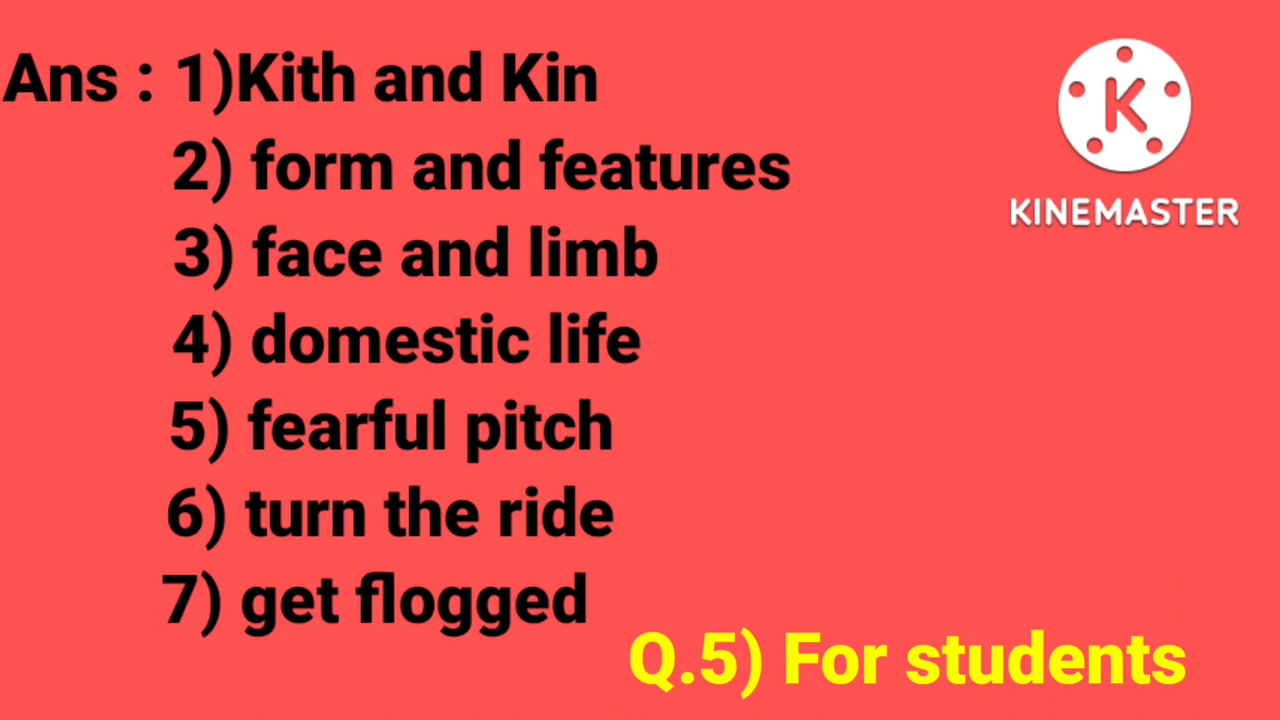 Ans : 1)Kith and Kin
2) form and features
3) face and limb
4) domestic life
5) fearful pitch
6) turn the ride
7) get flogged
Q.5) For students
K
KINEMASTER